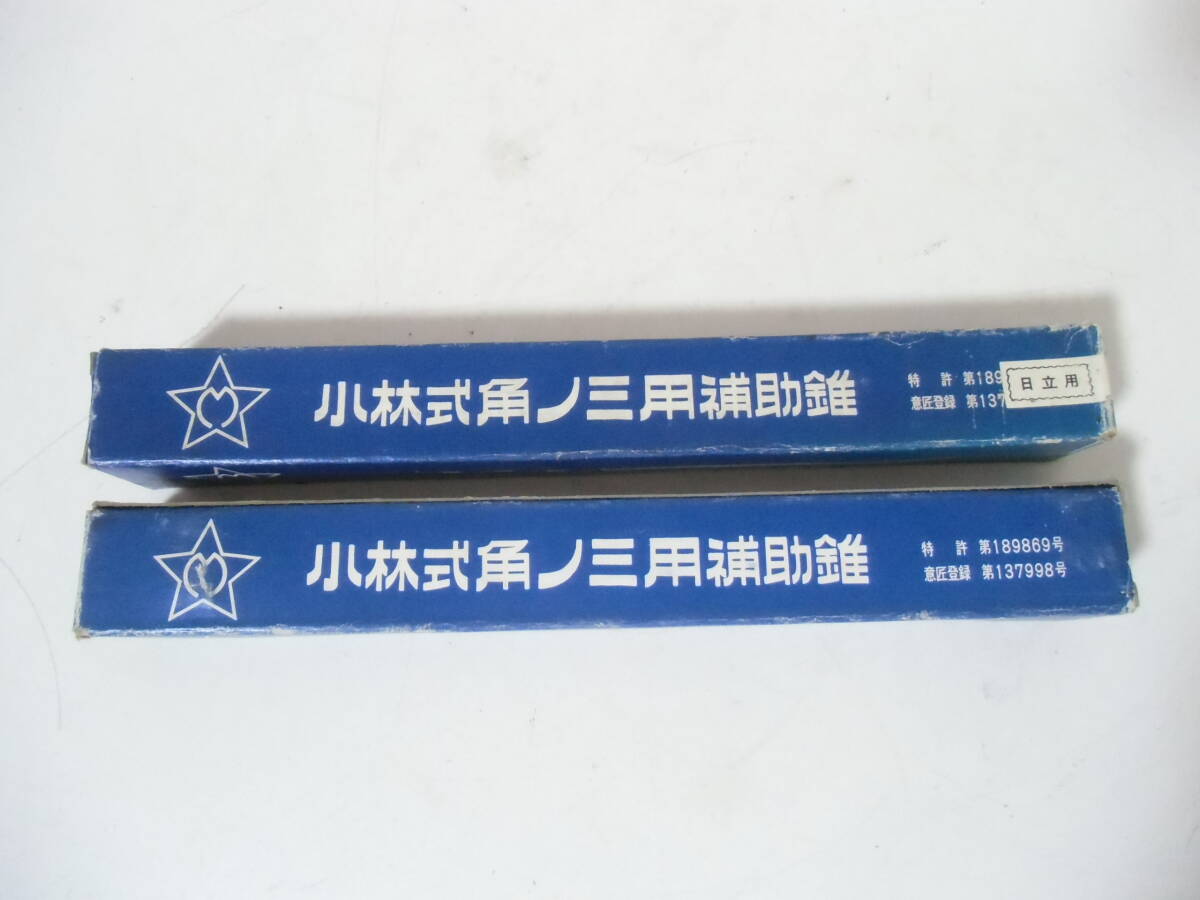 小林式角ノミ用補助錐
特許 第189
意匠登録 第137
日立用
小林式角ノミ用補助錐
特許 第189869号
意匠登録 第137998号